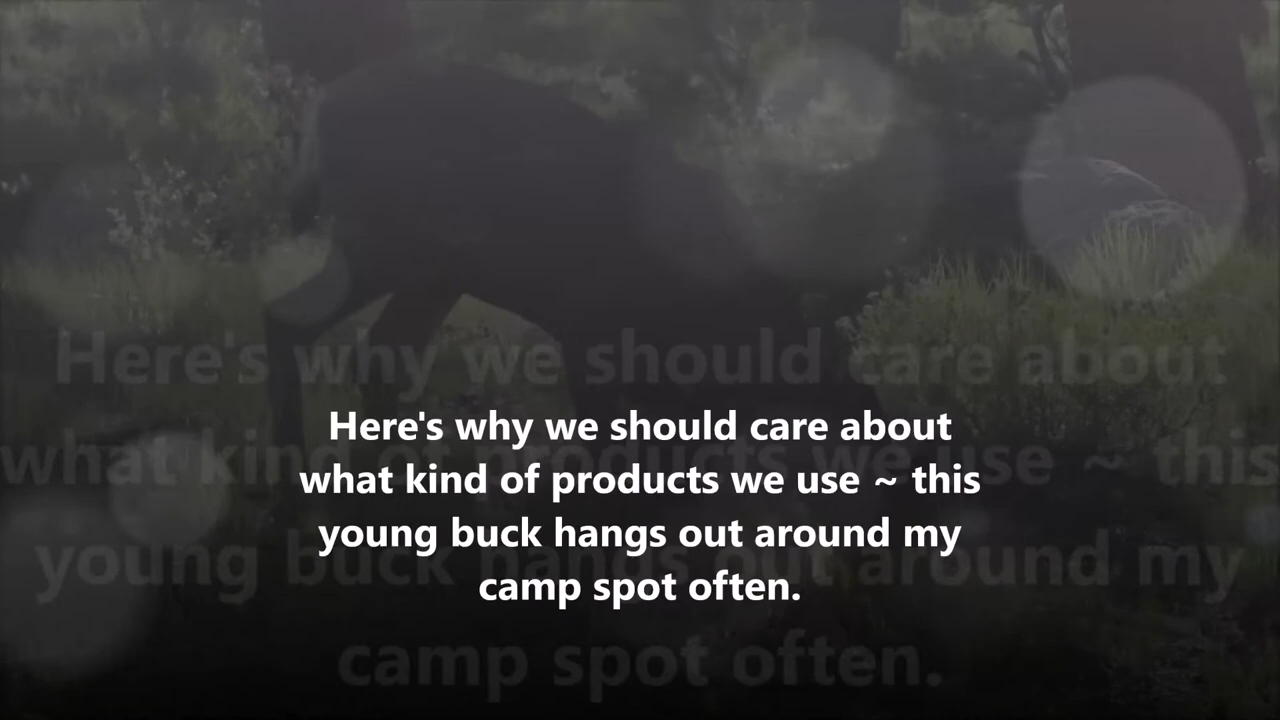 Here's why we should care about
what kind of products we use ~ this
young buck hangs out around my
camp spot often.